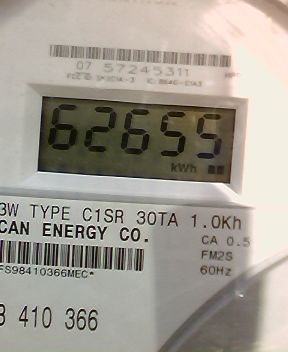 07 57245311
62655
kWh
3W TYPE C1SR 30TA 1.0Kh
CAN ENERGY CO.
CA 0.5
FM2S
60Hz
FS98410366MEC*
410 366